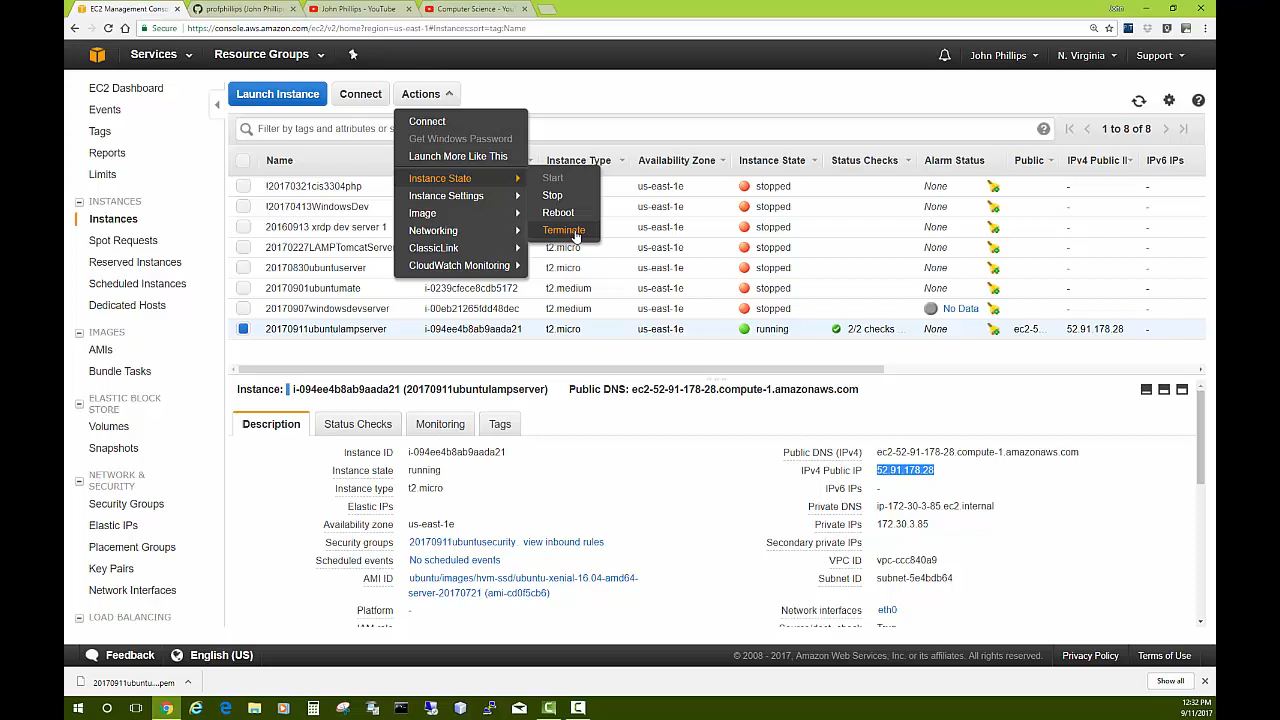 EC2 Management Conso
profphillips (John Phillip
John Phillips - YouTube
Computer Science - You
John
Secure
https://console.aws.amazon.com/ec2/v2/home?region=us-east-1#Instances:sort=tag:Name
Services
Resource Groups
John Phillips
N. Virginia
Support
EC2 Dashboard
Events
Tags
Reports
Limits
INSTANCES
Instances
Spot Requests
Reserved Instances
Scheduled Instances
Dedicated Hosts
IMAGES
AMIs
Bundle Tasks
ELASTIC BLOCK
STORE
Volumes
Snapshots
NETWORK &
SECURITY
Security Groups
Elastic IPs
Placement Groups
Key Pairs
Network Interfaces
LOAD BALANCING
Launch Instance
Connect
Actions
Filter by tags and attributes or s
1 to 8 of 8
Connect
Get Windows Password
Launch More Like This
Instance State
Instance Settings
Image
Networking
ClassicLink
CloudWatch Monitoring
Start
Stop
Reboot
Terminate
Name Instance Type Availability Zone Instance State Status Checks Alarm Status Public IPv4 Public I IPv6 IPs
l20170321cis3304php us-east-1e stopped None - -
l20170413WindowsDev us-east-1e stopped None - -
20160913 xrdp dev server 1 us-east-1e stopped None - -
20170227LAMPTomcatServer t2.micro us-east-1e stopped None - -
20170830ubuntuserver t2.micro us-east-1e stopped None - -
20170901ubuntumate i-0239cfece8cdb5172 t2.medium us-east-1e stopped None - -
20170907windowsdevserver i-00eb21265fdd48dec t2.medium us-east-1e stopped No Data - -
20170911ubuntulampserver i-094ee4b8ab9aada21 t2.micro us-east-1e running 2/2 checks ... None ec2-5... 52.91.178.28 -
Instance: i-094ee4b8ab9aada21 (20170911ubuntulampserver) Public DNS: ec2-52-91-178-28.compute-1.amazonaws.com
Description
Status Checks
Monitoring
Tags
Instance ID i-094ee4b8ab9aada21
Instance state running
Instance type t2.micro
Elastic IPs
Availability zone us-east-1e
Security groups 20170911ubuntusecurity. view inbound rules
Scheduled events No scheduled events
AMI ID ubuntu/images/hvm-ssd/ubuntu-xenial-16.04-amd64-
server-20170721 (ami-cd0f5cb6)
Platform -
IAM role
Public DNS (IPv4) ec2-52-91-178-28.compute-1.amazonaws.com
IPv4 Public IP 52.91.178.28
IPv6 IPs -
Private DNS ip-172-30-3-85.ec2.internal
Private IPs 172.30.3.85
Secondary private IPs
VPC ID vpc-ccc840a9
Subnet ID subnet-5e4bdb64
Network interfaces eth0
Source/dest. check True
Feedback
English (US)
© 2008 - 2017, Amazon Web Services, Inc. or its affiliates. All rights reserved.
Privacy Policy
Terms of Use
20170911ubuntu....pem
Show all
12:32 PM
9/11/2017